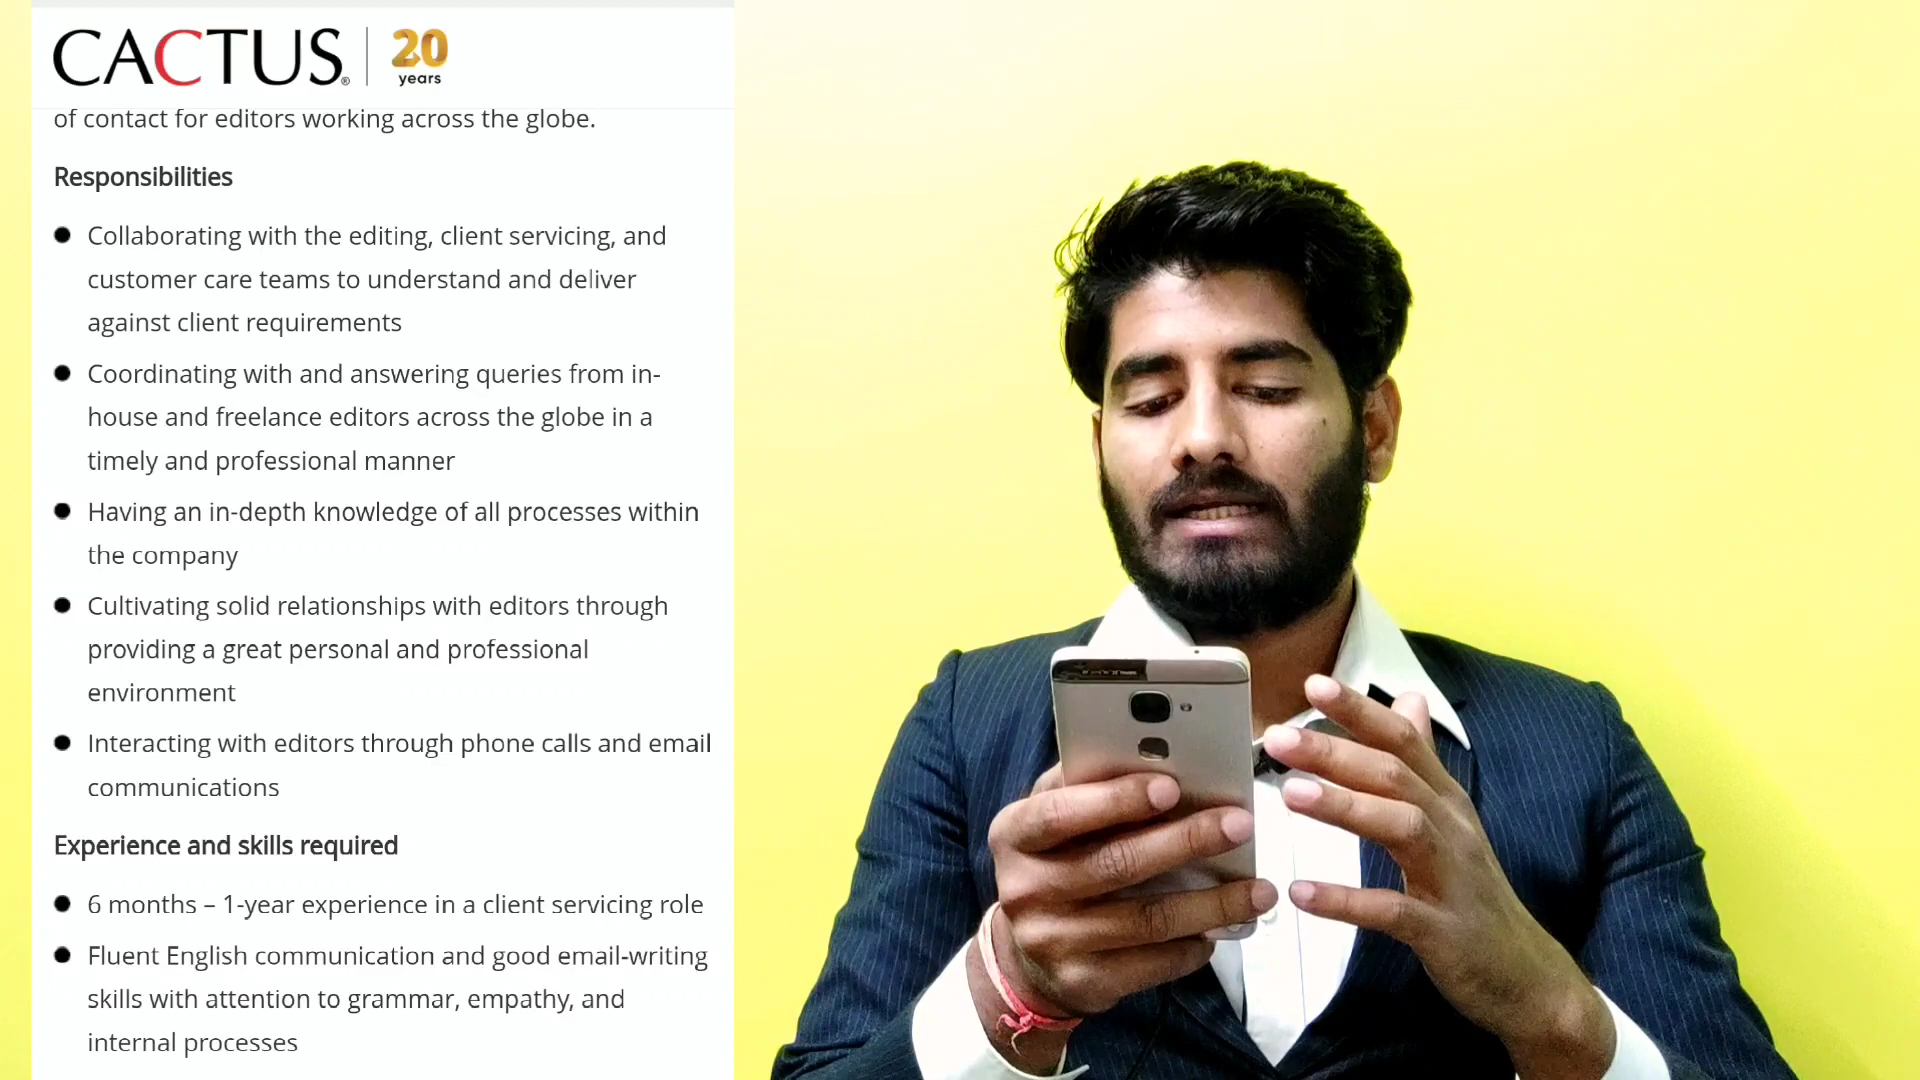 CACTUS® | 20 years
of contact for editors working across the globe.
Responsibilities
● Collaborating with the editing, client servicing, and
customer care teams to understand and deliver
against client requirements
● Coordinating with and answering queries from in-
house and freelance editors across the globe in a
timely and professional manner
● Having an in-depth knowledge of all processes within
the company
● Cultivating solid relationships with editors through
providing a great personal and professional
environment
● Interacting with editors through phone calls and email
communications
Experience and skills required
● 6 months – 1-year experience in a client servicing role
● Fluent English communication and good email-writing
skills with attention to grammar, empathy, and
internal processes